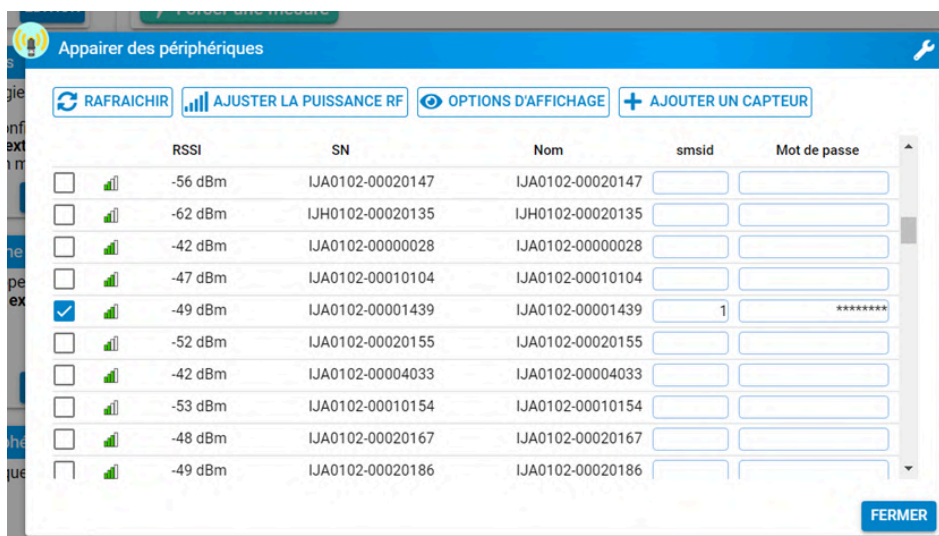 Forcer une mesure
Appairer des périphériques
RAFRAICHIR AJUSTER LA PUISSANCE RF OPTIONS D'AFFICHAGE AJOUTER UN CAPTEUR
RSSI SN Nom smsid Mot de passe
-56 dBm IJA0102-00020147 IJA0102-00020147
-62 dBm IJH0102-00020135 IJH0102-00020135
-42 dBm IJA0102-00000028 IJA0102-00000028
-47 dBm IJA0102-00010104 IJA0102-00010104
-49 dBm IJA0102-00001439 IJA0102-00001439 1 ********
-52 dBm IJA0102-00020155 IJA0102-00020155
-42 dBm IJA0102-00004033 IJA0102-00004033
-53 dBm IJA0102-00010154 IJA0102-00010154
-48 dBm IJA0102-00020167 IJA0102-00020167
-49 dBm IJA0102-00020186 IJA0102-00020186
FERMER